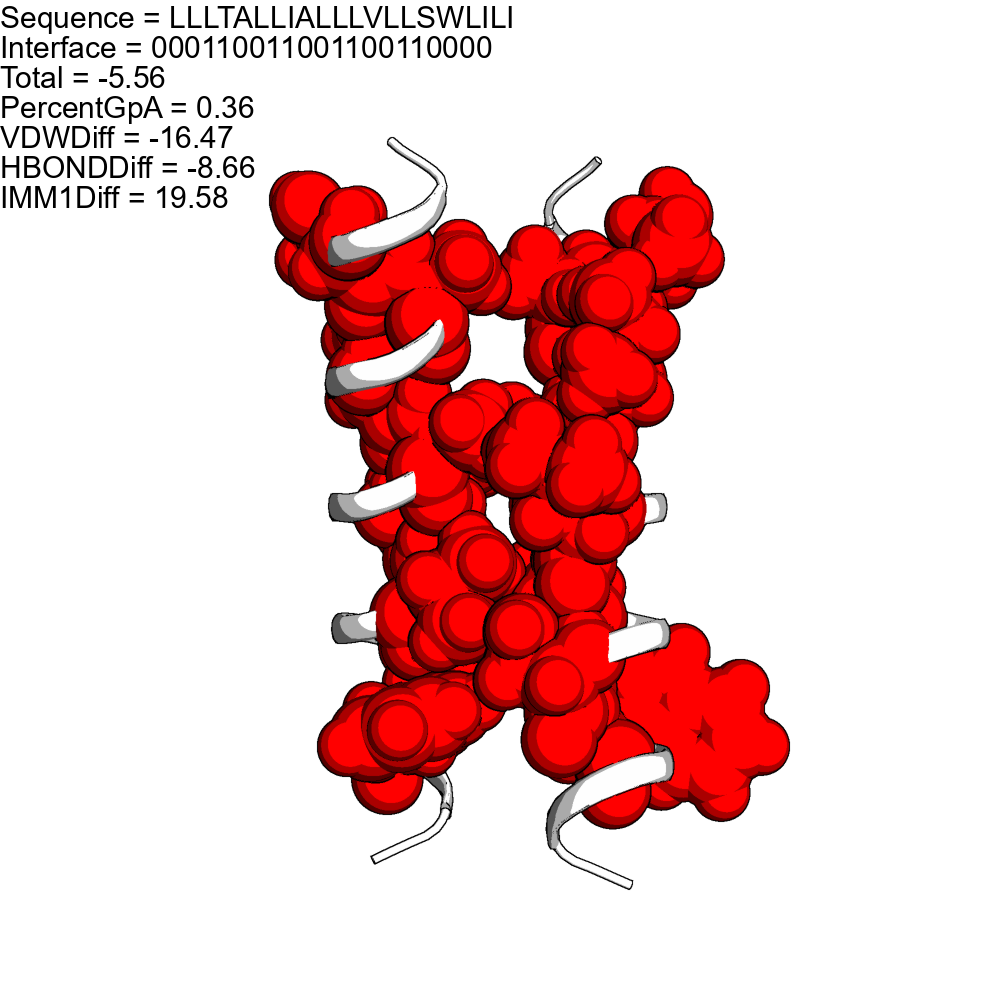 Sequence = LLLTALLIALLLVLLSWLILI
Interface = 000110011001100110000
Total = -5.56
PercentGpA = 0.36
VDWDiff = -16.47
HBONDDiff = -8.66
IMM1Diff = 19.58